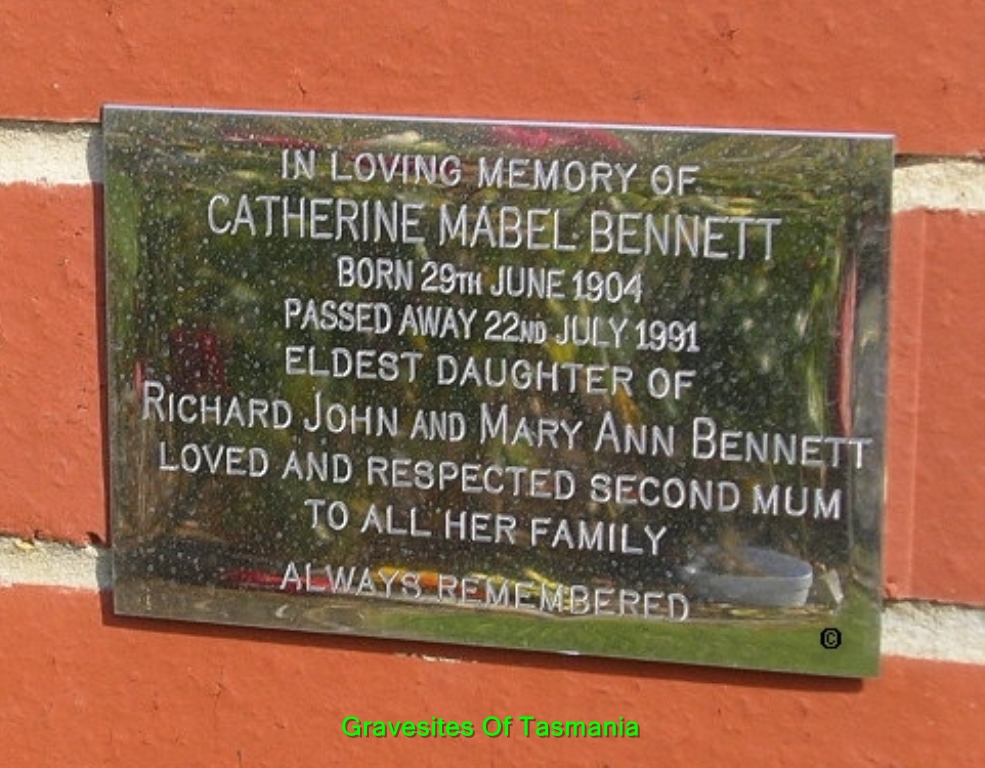 IN LOVING MEMORY OF
CATHERINE MABEL BENNETT
BORN 29TH JUNE 1904
PASSED AWAY 22ND JULY 1991
ELDEST DAUGHTER OF
RICHARD JOHN AND MARY ANN BENNETT
LOVED AND RESPECTED SECOND MUM
TO ALL HER FAMILY
ALWAYS REMEMBERED
©
Gravesites Of Tasmania